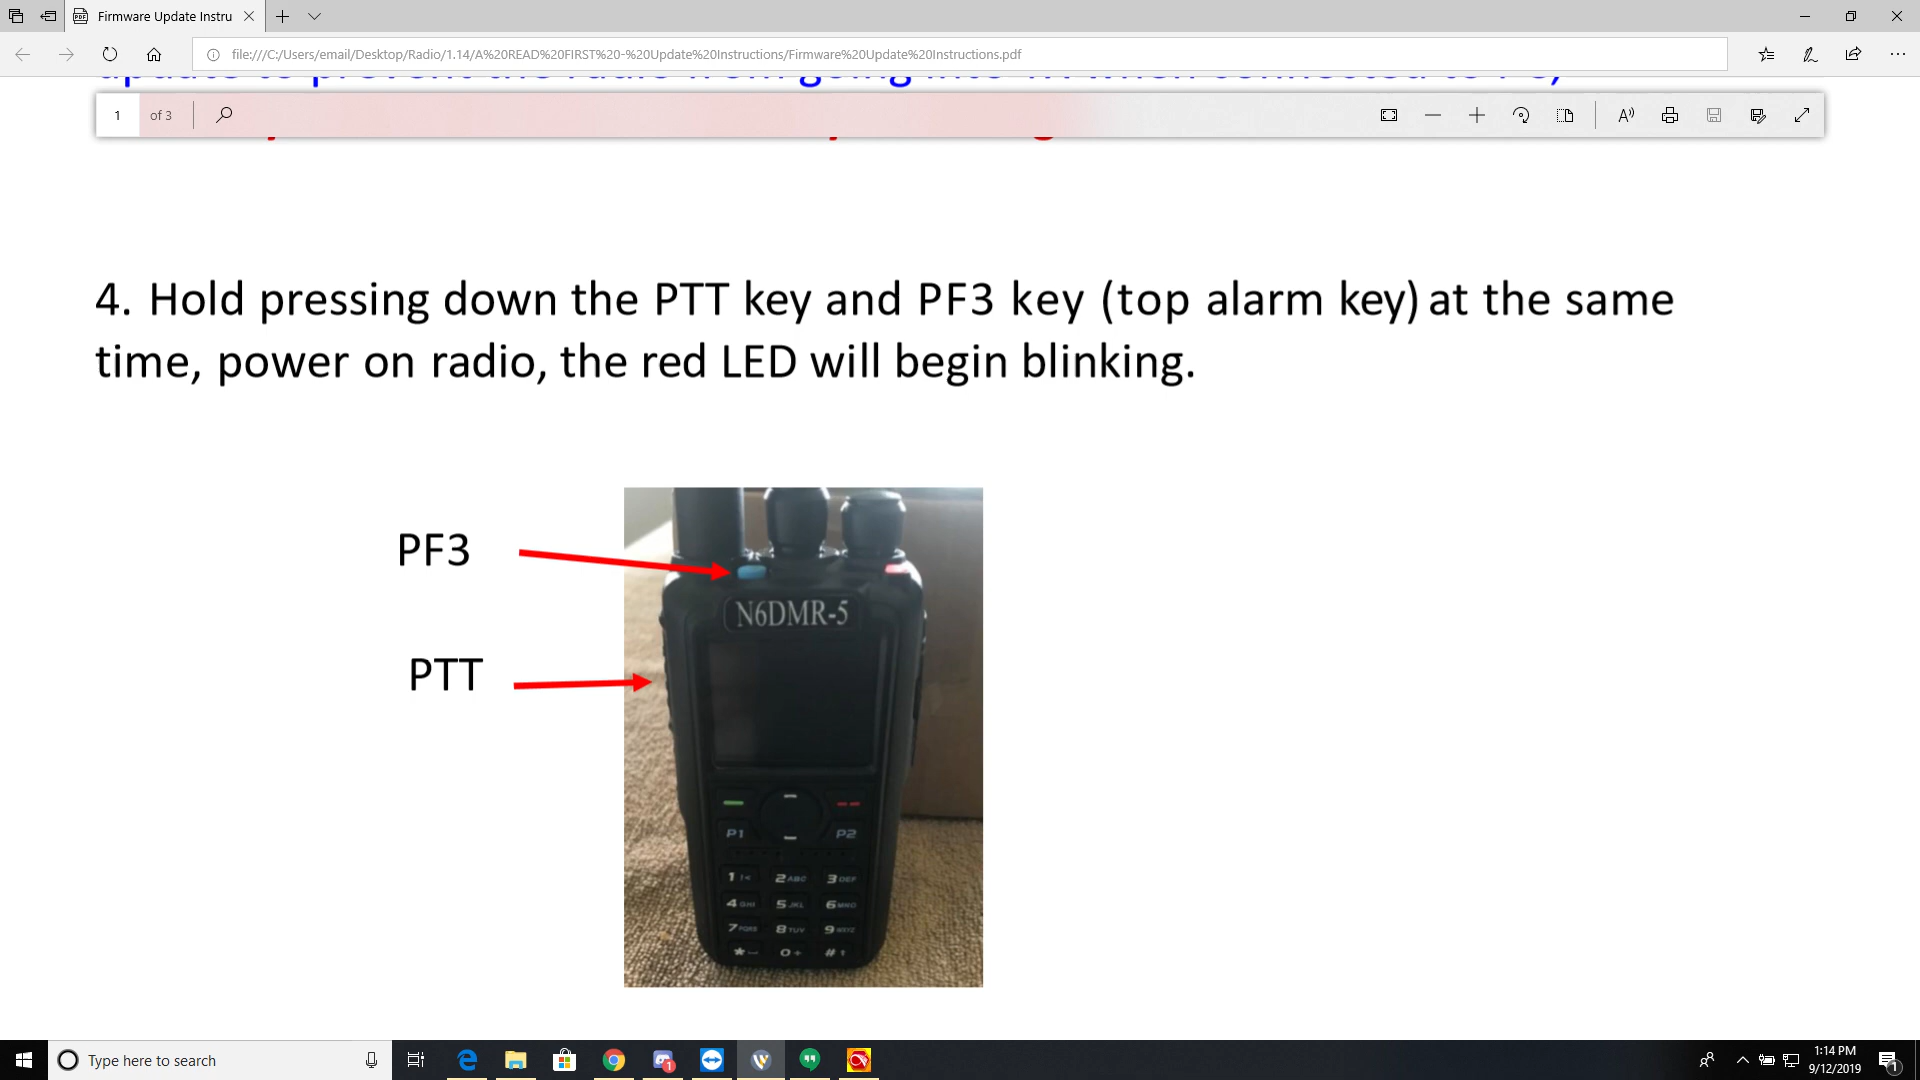 Firmware Update Instru
file:///C:/Users/email/Desktop/Radio/1.14/A%20READ%20FIRST%20-%20Update%20Instructions/Firmware%20Update%20Instructions.pdf
1 of 3
4. Hold pressing down the PTT key and PF3 key (top alarm key) at the same
time, power on radio, the red LED will begin blinking.
PF3
N6DMR-5
PTT
P1 P2
1 2 ABC 3 DEF
4 GHI 5 JKL 6 MNO
7 PQRS 8 TUV 9 WXYZ
* 0 #
Type here to search
1
1:14 PM
9/12/2019
1